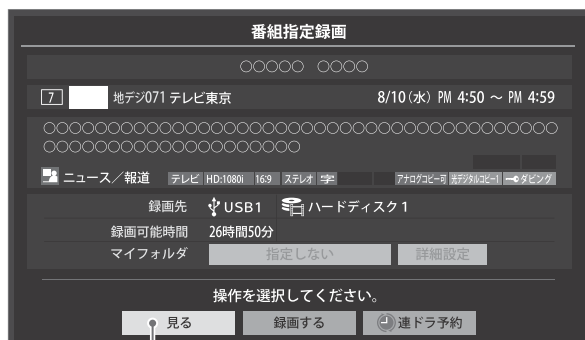 番組指定録画
○○○○○ ○○○○
7 地デジ071 テレビ東京 8/10(水) PM 4:50 ~ PM 4:59
○○○○○○○○○○○○○○○○○○○○○○○○○○○○○○○○○○○○○○○○
○○○○○○○○○○○○○○○○○○○○
ニュース/報道 テレビ HD:1080i 16:9 ステレオ 字 アナログコピー可 光デジタルコピー1 ダビング
録画先 USB1 ハードディスク1
録画可能時間 26時間50分
マイフォルダ 指定しない 詳細設定
操作を選択してください。
見る 録画する 連ドラ予約